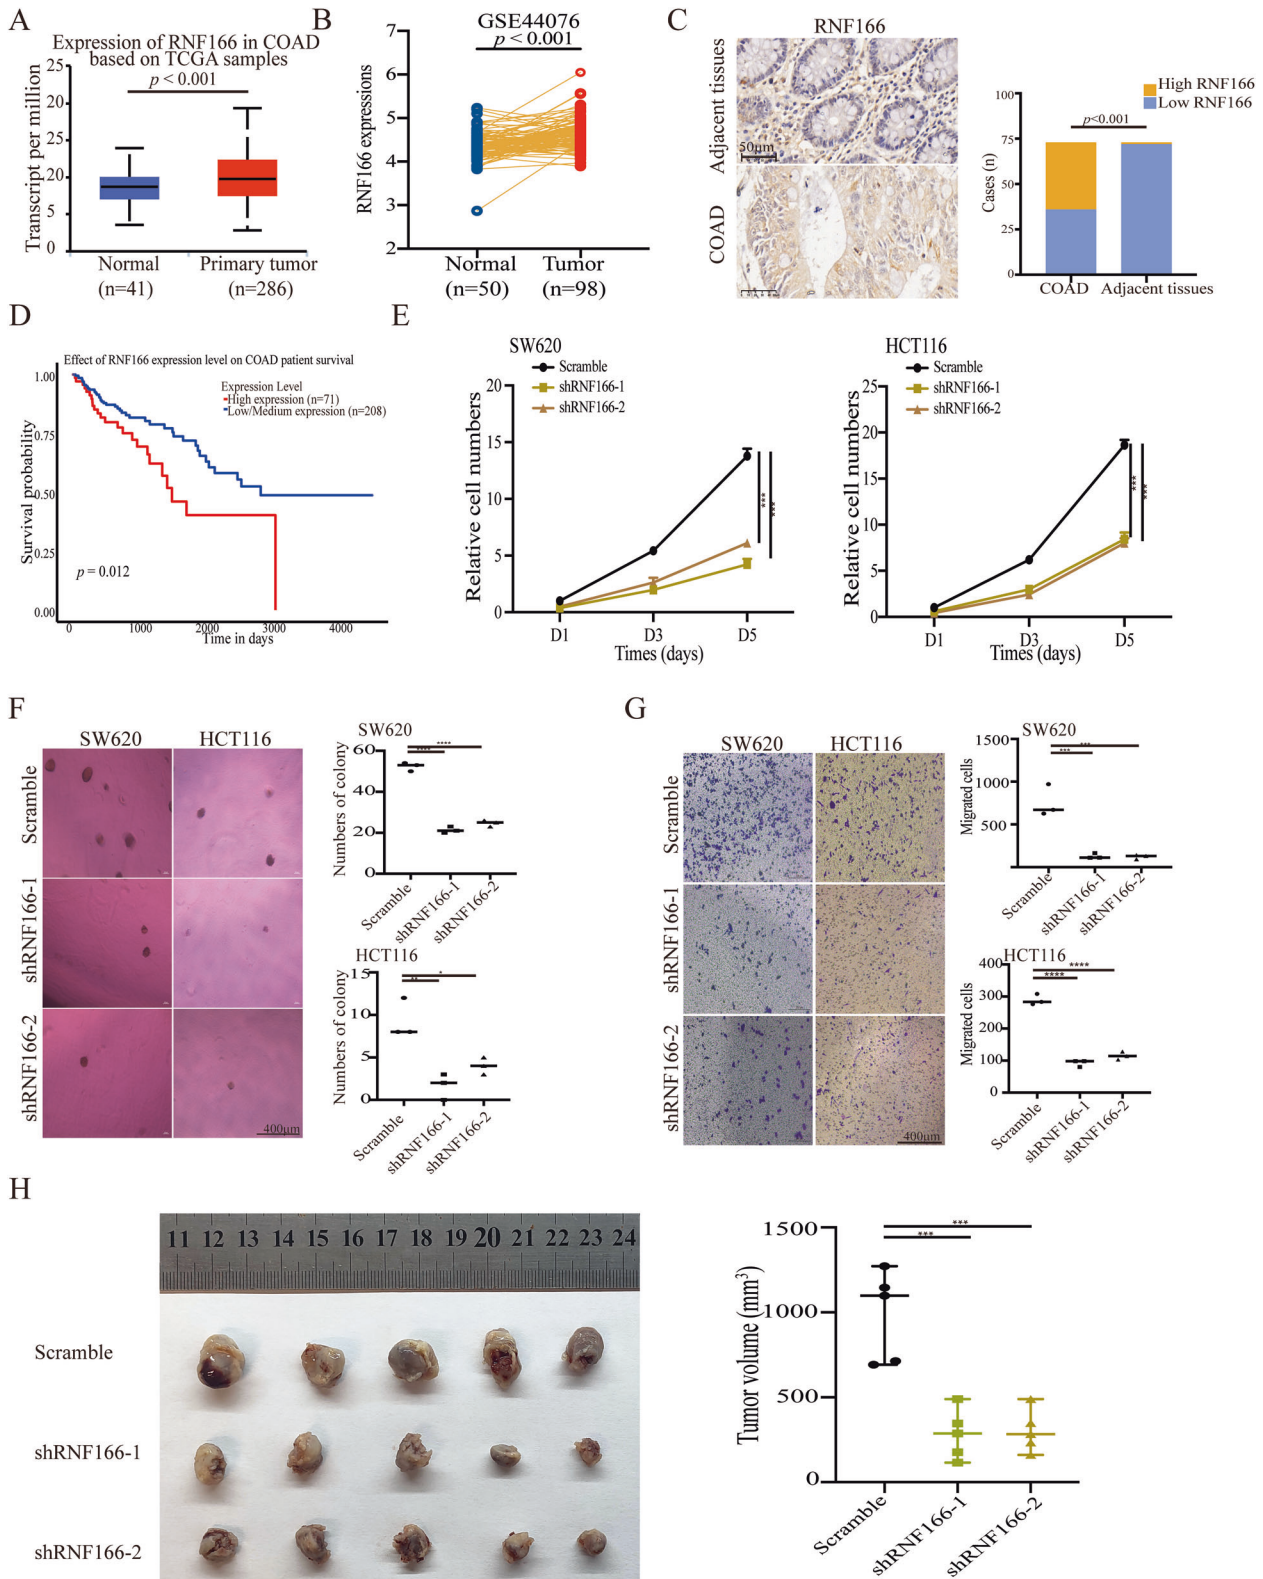 A
Expression of RNF166 in COAD
based on TCGA samples
p < 0.001
Transcript per million
25
20
25
20
15
5
0
Normal
(n=41)
Primary tumor
(n=286)
B
GSE44076
p < 0.001
RNF166 expressions
7
6
5
4
3
2
Normal
(n=50)
Tumor
(n=98)
C
RNF166
Adjacent tissues
50μm
COAD
High RNF166
Low RNF166
p<0.001
Cases (n)
100
75
50
25
0
COAD
Adjacent tissues
D
Effect of RNF166 expression level on COAD patient survival
Expression Level
High expression (n=71)
Low/Medium expression (n=208)
Survival probability
1.00
0.75
0.50
0.25
0.00
p = 0.012
0
1000
2000
3000
4000
Time in days
E
SW620
Scramble
shRNF166-1
shRNF166-2
Relative cell numbers
20
15
10
5
0
***
***
D1
D3
D5
Times (days)
HCT116
Scramble
shRNF166-1
shRNF166-2
Relative cell numbers
25
20
15
10
5
0
***
***
D1
D3
D5
Times (days)
F
SW620
HCT116
Scramble
shRNF166-1
shRNF166-2
400μm
SW620
Numbers of colony
60
40
20
0
****
****
Scramble
shRNF166-1
shRNF166-2
HCT116
Numbers of colony
15
10
5
0
**
*
Scramble
shRNF166-1
shRNF166-2
G
SW620
HCT116
Scramble
shRNF166-1
shRNF166-2
400μm
SW620
Migrated cells
1500
1000
500
0
***
***
Scramble
shRNF166-1
shRNF166-2
HCT116
Migrated cells
400
300
200
100
0
****
****
Scramble
shRNF166-1
shRNF166-2
H
11 12 13 14 15 16 17 18 19 20 21 22 23 24
Scramble
shRNF166-1
shRNF166-2
Tumor volume (mm³)
1500
1000
500
0
***
***
Scramble
shRNF166-1
shRNF166-2